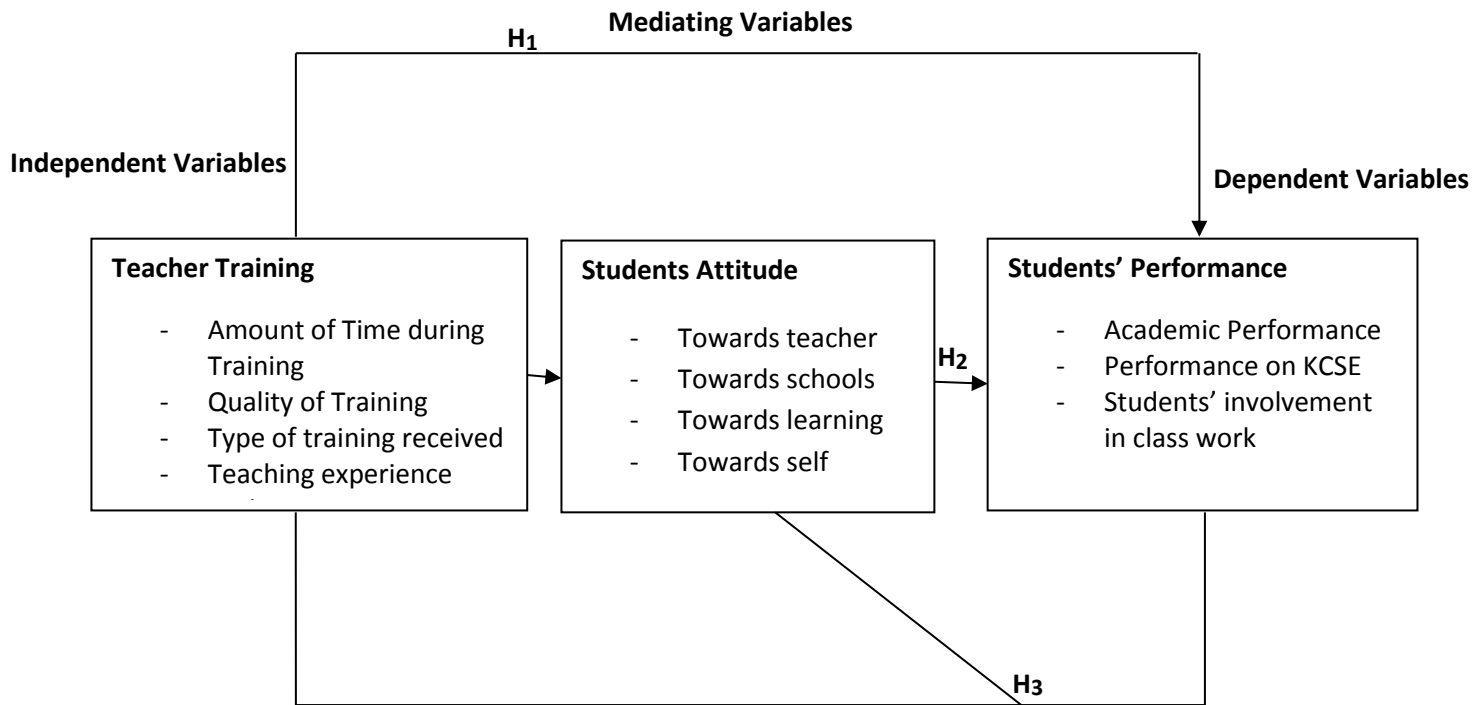 Mediating Variables
H1
Independent Variables
Dependent Variables
Teacher Training
- Amount of Time during
Training
- Quality of Training
- Type of training received
- Teaching experience
Students Attitude
- Towards teacher
- Towards schools
- Towards learning
- Towards self
H2
Students’ Performance
- Academic Performance
- Performance on KCSE
- Students’ involvement
in class work
H3